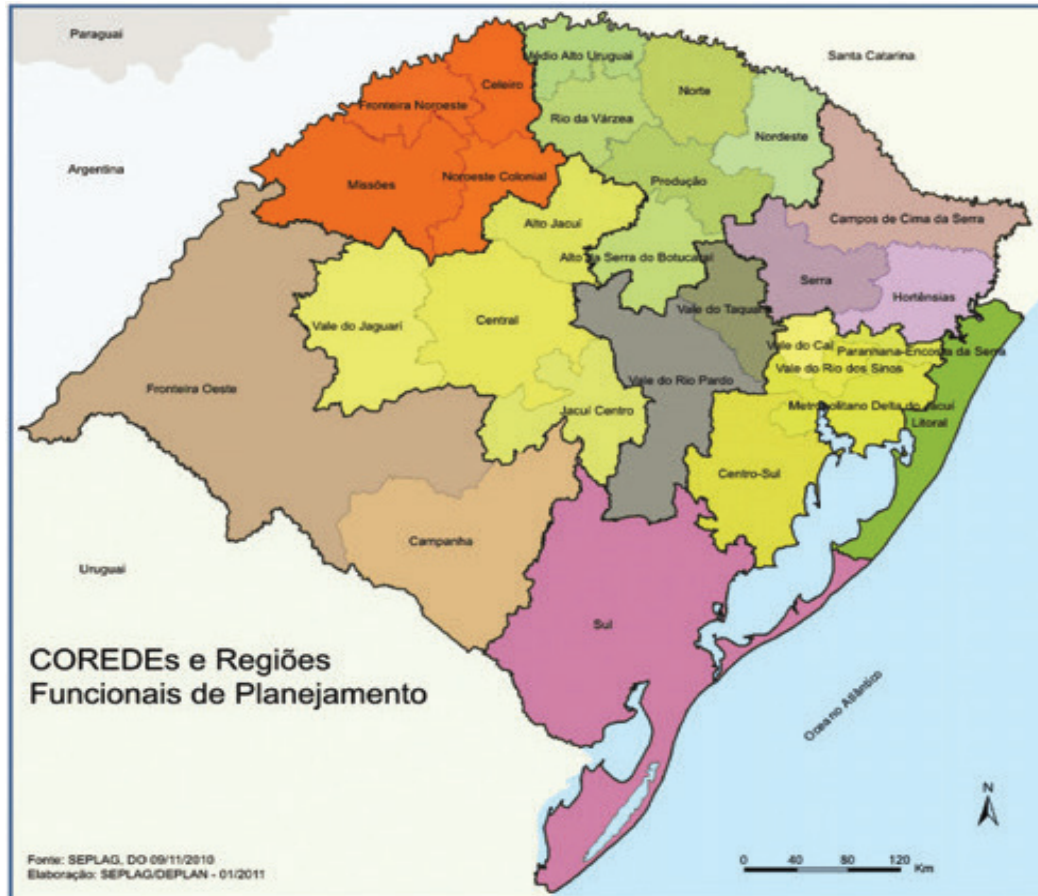 Paraguai
Santa Catarina
Médio Alto Uruguai
Celeiro
Norte
Fronteira Noroeste
Rio da Várzea
Nordeste
Argentina
Missões
Noroeste Colonial
Produção
Alto Jacuí
Campos de Cima da Serra
Alto da Serra do Botucaraí
Serra
Hortênsias
Vale do Taquari
Vale do Jaguarí
Central
Vale do Caí
Paranhana-Encosta da Serra
Vale do Rio dos Sinos
Fronteira Oeste
Vale do Rio Pardo
Metropolitano Delta do Jacuí
Jacuí Centro
Litoral
Centro-Sul
Campanha
Uruguai
Sul
COREDEs e Regiões
Funcionais de Planejamento
Oceano Atlântico
N
Fonte: SEPLAG, DO 09/11/2010
Elaboração: SEPLAG/DEPLAN - 01/2011
0 40 80 120
Km